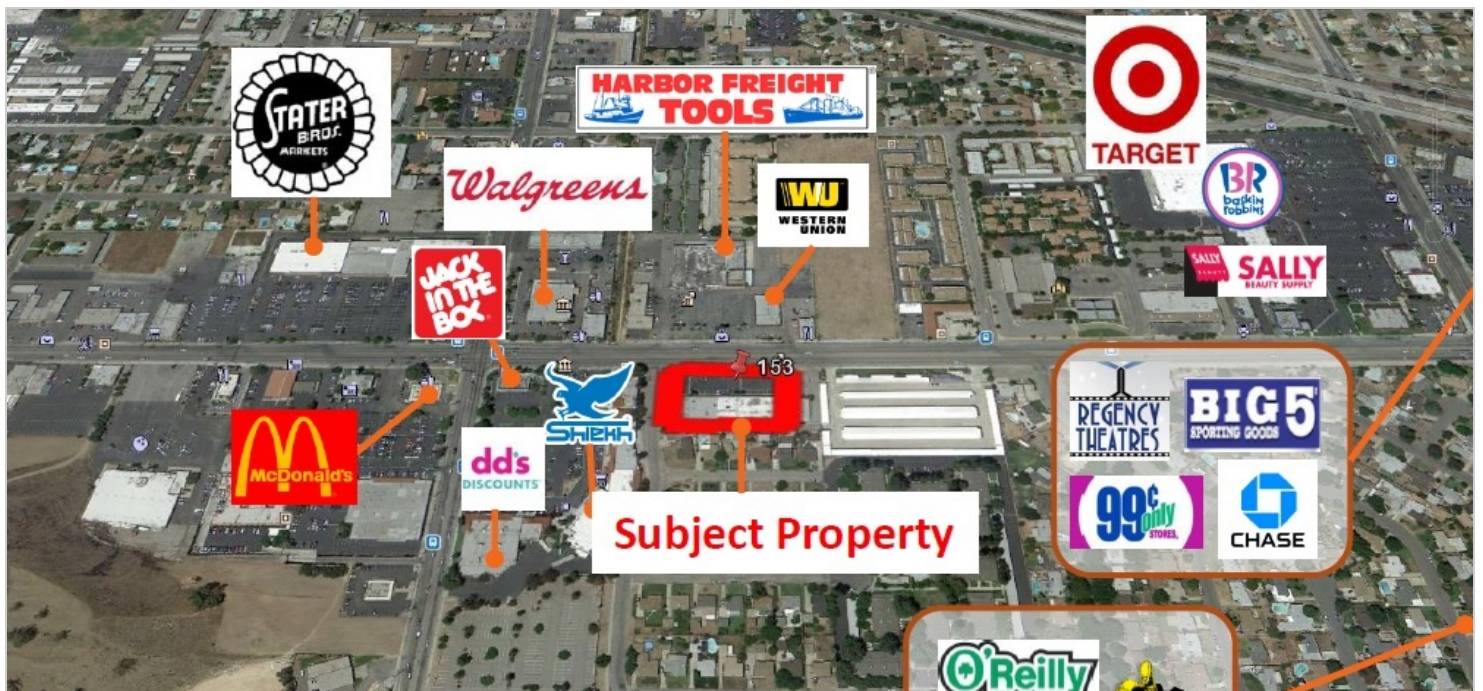 STATER
BROS.
MARKETS
HARBOR FREIGHT
TOOLS
TARGET
Walgreens
WU
WESTERN
UNION
BR
baskin
robbins
JACK
IN THE
BOX
SALLY
BEAUTY
SALLY
BEAUTY SUPPLY
153
SHIEKH
McDonald's
dd's
DISCOUNTS
REGENCY
THEATRES
BIG 5
SPORTING GOODS
99¢
only
STORES.
CHASE
Subject Property
O'Reilly